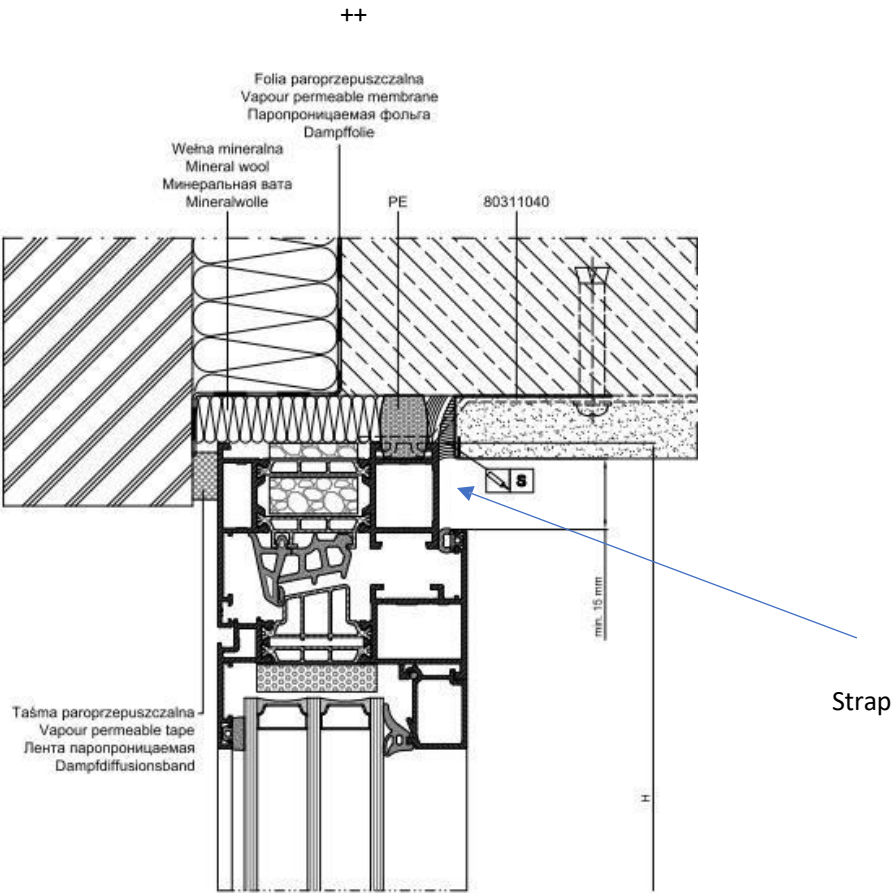 ++
Folia paroprzepuszczalna
Vapour permeable membrane
Паропроницаемая фольга
Dampffolie
Wełna mineralna
Mineral wool
Минеральная вата
Mineralwolle
PE
80311040
S
min. 15 mm
Strap
Taśma paroprzepuszczalna
Vapour permeable tape
Лента паропроницаемая
Dampfdiffusionsband
H